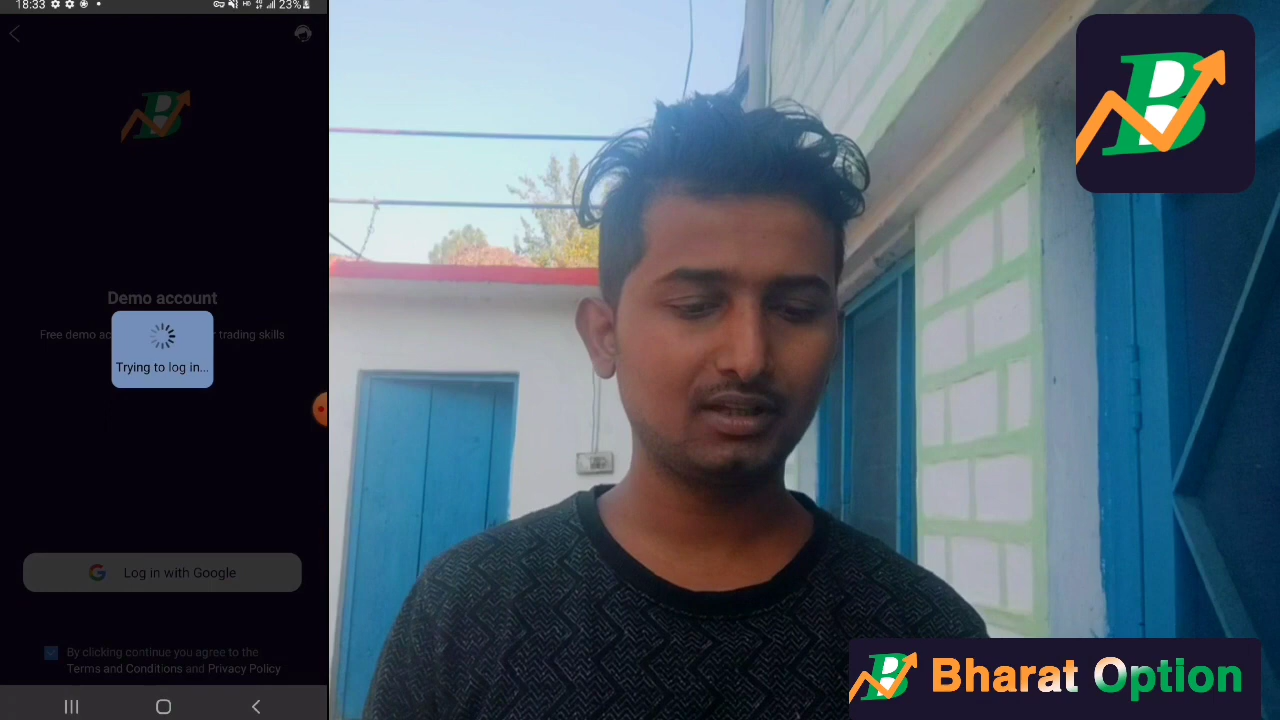 18:33
HD
23%
Demo account
Free demo ac
r trading skills
Trying to log in...
Log in with Google
By clicking continue you agree to the
Terms and Conditions and Privacy Policy
B
B Bharat Option